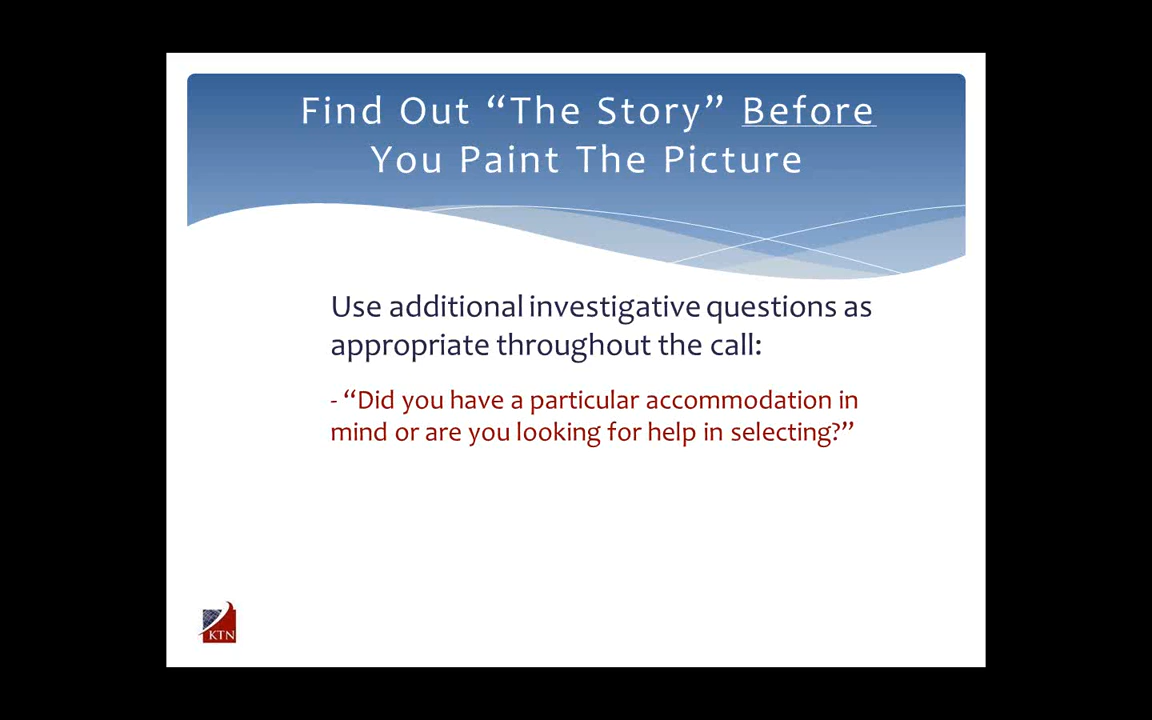 Find Out “The Story” Before
You Paint The Picture
Use additional investigative questions as
appropriate throughout the call:
- “Did you have a particular accommodation in
mind or are you looking for help in selecting?”
KTN